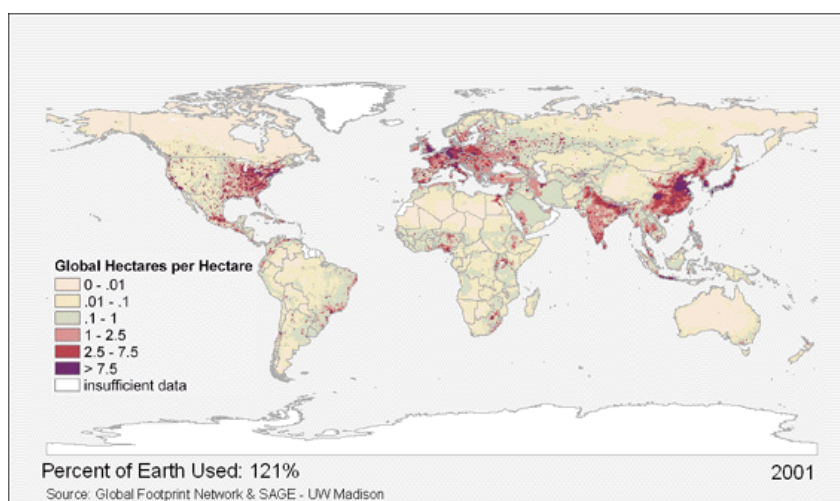 Global Hectares per Hectare
0 - .01
.01 - .1
.1 - 1
1 - 2.5
2.5 - 7.5
> 7.5
insufficient data
Percent of Earth Used: 121%
2001
Source: Global Footprint Network & SAGE - UW Madison